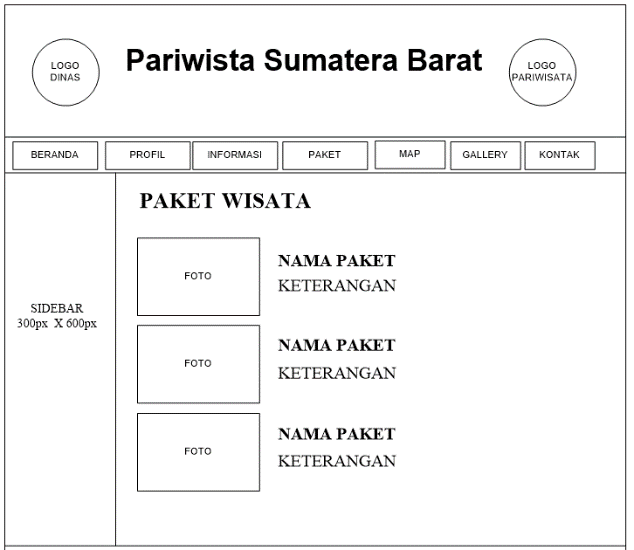 LOGO
DINAS
Pariwista Sumatera Barat
LOGO
PARIWISATA
BERANDA
PROFIL
INFORMASI
PAKET
MAP
GALLERY
KONTAK
SIDEBAR
300px X 600px
PAKET WISATA
FOTO
NAMA PAKET
KETERANGAN
FOTO
NAMA PAKET
KETERANGAN
FOTO
NAMA PAKET
KETERANGAN